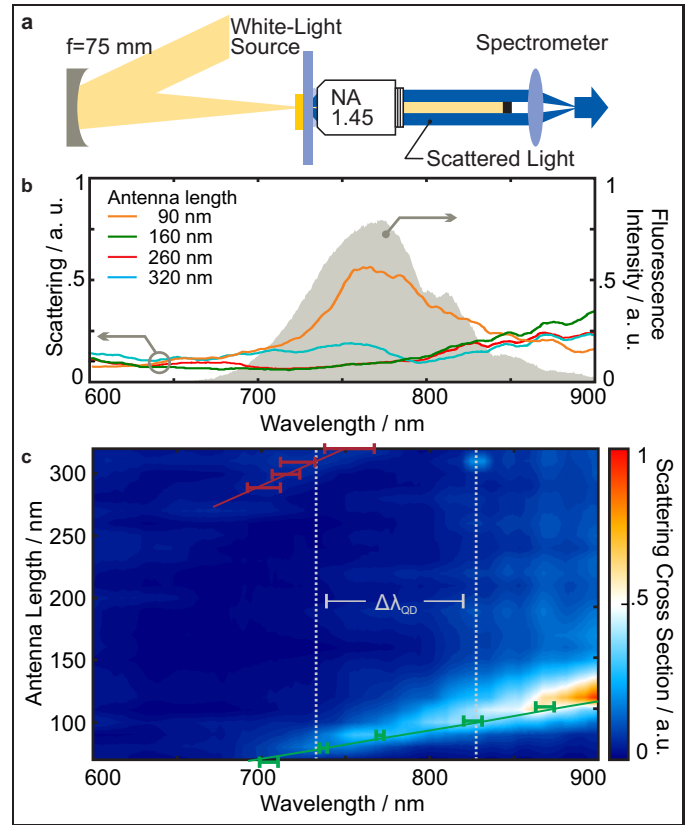 a
White-Light
Source
f=75 mm
Spectrometer
NA
1.45
Scattered Light
b
Antenna length
90 nm
160 nm
260 nm
320 nm
Scattering / a. u.
1
.5
0
1
.5
0
Fluorescence
Intensity / a. u.
600 700 800 900
Wavelength / nm
c
Antenna Length / nm
300
250
200
150
100
ΔλQD
600 700 800 900
Wavelength / nm
1
.5
0
Scattering Cross Section / a.u.